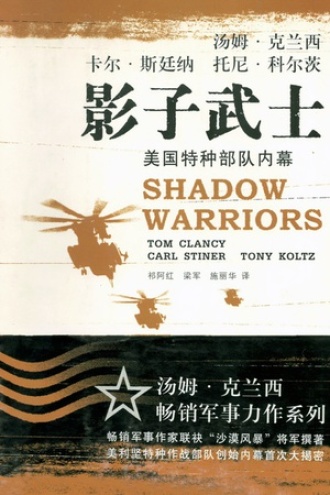 汤姆·克兰西
卡尔·斯廷纳 托尼·科尔茨
影子武士
美国特种部队内幕
SHADOW
WARRIORS
TOM CLANCY
CARL STINER TONY KOLTZ
祁阿红 梁军 施丽华 译
汤姆·克兰西
畅销军事力作系列
畅销军事作家联袂“沙漠风暴”将军撰著
美利坚特种作战部队创始内幕首次大揭密